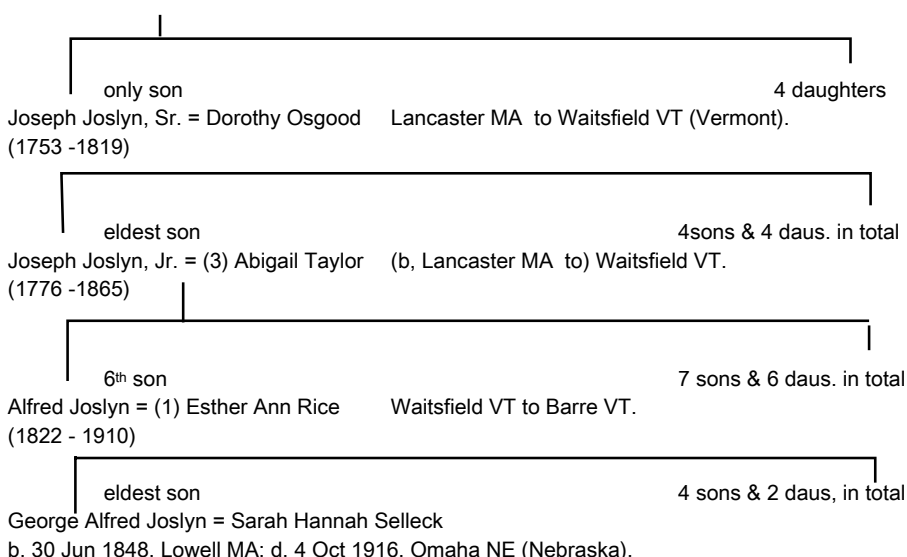 only son 4 daughters
Joseph Joslyn, Sr. = Dorothy Osgood Lancaster MA to Waitsfield VT (Vermont).
(1753 -1819)
eldest son 4sons & 4 daus. in total
Joseph Joslyn, Jr. = (3) Abigail Taylor (b, Lancaster MA to) Waitsfield VT.
(1776 -1865)
6th son 7 sons & 6 daus. in total
Alfred Joslyn = (1) Esther Ann Rice Waitsfield VT to Barre VT.
(1822 - 1910)
eldest son 4 sons & 2 daus, in total
George Alfred Joslyn = Sarah Hannah Selleck
b. 30 Jun 1848, Lowell MA; d. 4 Oct 1916, Omaha NE (Nebraska).